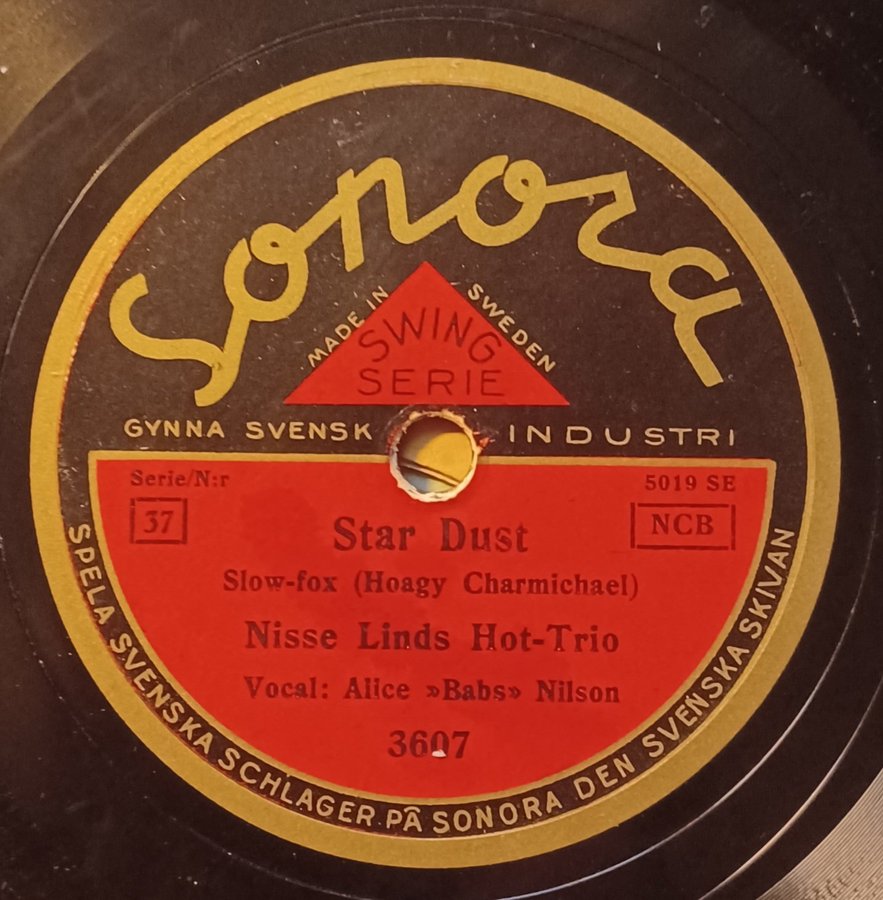 Sonora
MADE IN SWEDEN
SWING
SERIE
GYNNA SVENSK INDUSTRI
Serie/N:r
37
5019 SE
NCB
Star Dust
Slow-fox (Hoagy Charmichael)
Nisse Linds Hot-Trio
Vocal: Alice »Babs» Nilson
3607
SPELA SVENSKA SCHLAGER PÅ SONORA DEN SVENSKA SKIVAN